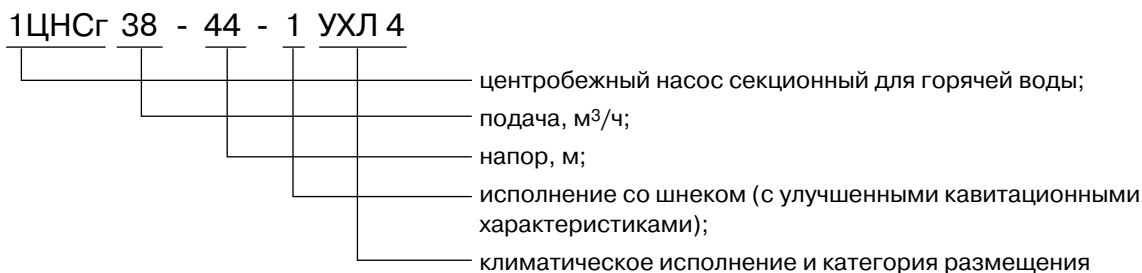 1ЦНСг 38 - 44 - 1 УХЛ 4
центробежный насос секционный для горячей воды;
подача, м³/ч;
напор, м;
исполнение со шнеком (с улучшенными кавитационными
характеристиками);
климатическое исполнение и категория размещения